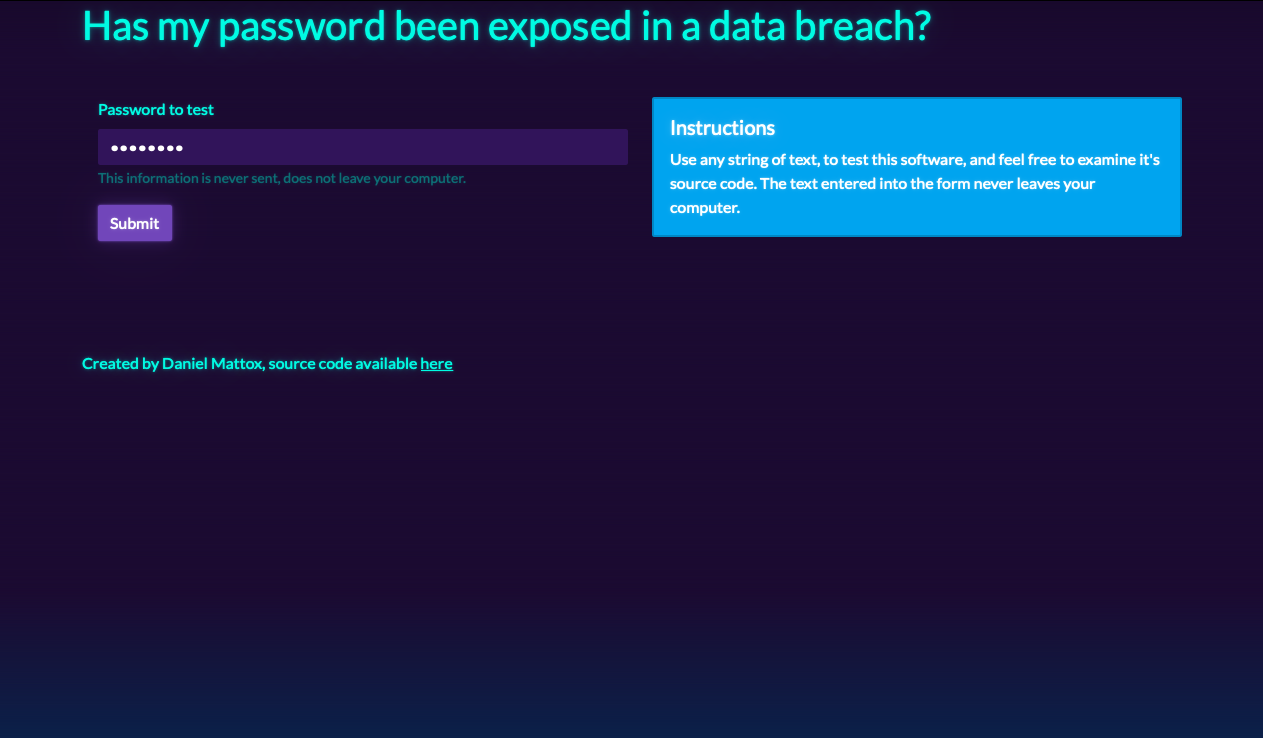 Has my password been exposed in a data breach?
Password to test
••••••••
This information is never sent, does not leave your computer.
Submit
Instructions
Use any string of text, to test this software, and feel free to examine it's
source code. The text entered into the form never leaves your
computer.
Created by Daniel Mattox, source code available here